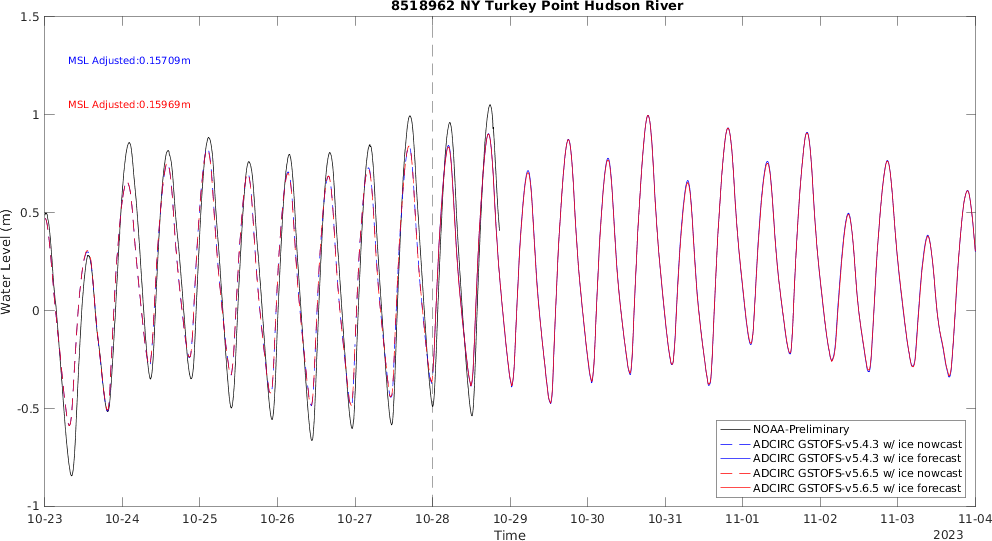 8518962 NY Turkey Point Hudson River
1.5
MSL Adjusted:0.15709m
MSL Adjusted:0.15969m
1
0.5
0
-0.5
-1
Water Level (m)
NOAA-Preliminary
ADCIRC GSTOFS-v5.4.3 w/ ice nowcast
ADCIRC GSTOFS-v5.4.3 w/ ice forecast
ADCIRC GSTOFS-v5.6.5 w/ ice nowcast
ADCIRC GSTOFS-v5.6.5 w/ ice forecast
10-23 10-24 10-25 10-26 10-27 10-28 10-29 10-30 10-31 11-01 11-02 11-03 11-04
Time
2023